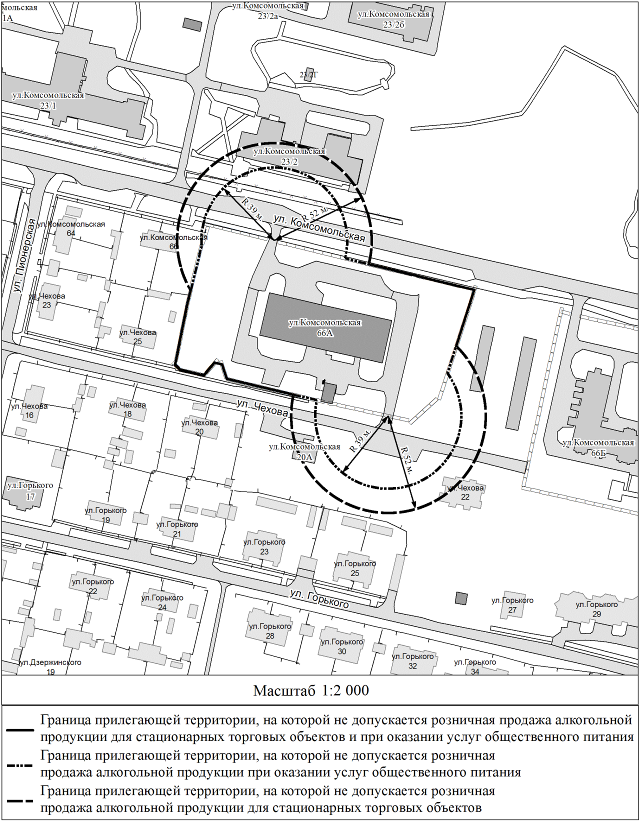 мольская
1А
ул.Комсомольская
23/2а
ул.Комсомольская
23/2б
23/2Г
ул.Комсомольская
23/1
ул.Комсомольская
23/2
R 39 м.
R 52 м.
ул. Комсомольская
ул. Пионерская
ул.Комсомольская
64
ул.Комсомольская
66
ул.Чехова
23
ул.Чехова
25
ул.Комсомольская
66А
ул. Чехова
ул.Чехова
16
ул.Чехова
18
ул.Чехова
20
ул.Комсомольская
20А
R 39 м.
R 52 м.
ул.Комсомольская
66Б
ул.Чехова
22
ул.Горького
17
ул.Горького
19
ул.Горького
21
ул.Горького
23
ул.Горького
25
ул.Горького
22
ул.Горького
24
ул. Горького
ул.Горького
27
ул.Горького
29
ул.Горького
28
ул.Горького
30
ул.Горького
32
ул.Горького
34
ул.Дзержинского
19
Масштаб 1:2 000
Граница прилегающей территории, на которой не допускается розничная продажа алкогольной
продукции для стационарных торговых объектов и при оказании услуг общественного питания
Граница прилегающей территории, на которой не допускается розничная
продажа алкогольной продукции при оказании услуг общественного питания
Граница прилегающей территории, на которой не допускается розничная
продажа алкогольной продукции для стационарных торговых объектов